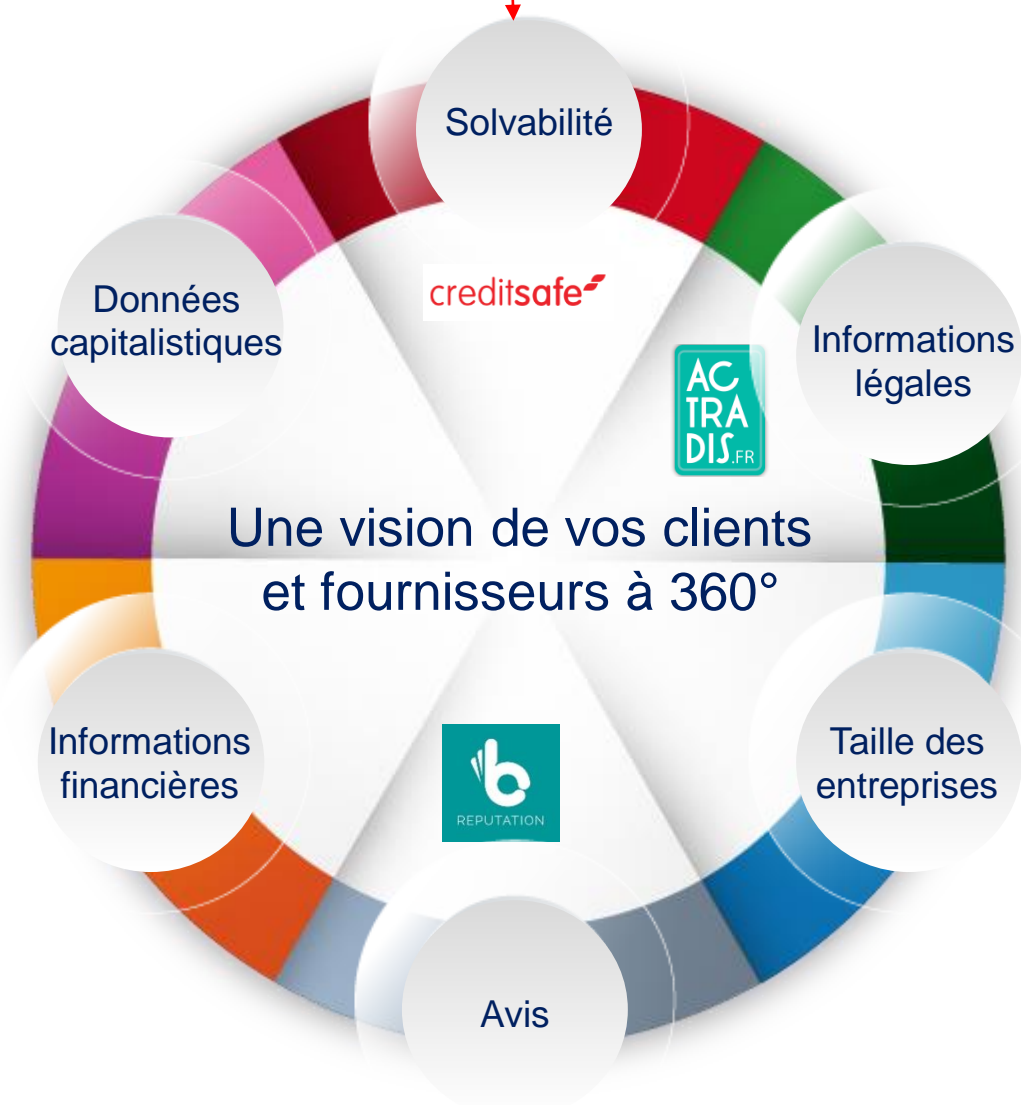 Solvabilité
creditsafe
Données
capitalistiques
Informations
légales
AC
TRA
DIS.FR
Une vision de vos clients
et fournisseurs à 360°
Informations
financières
Taille des
entreprises
b
REPUTATION
Avis